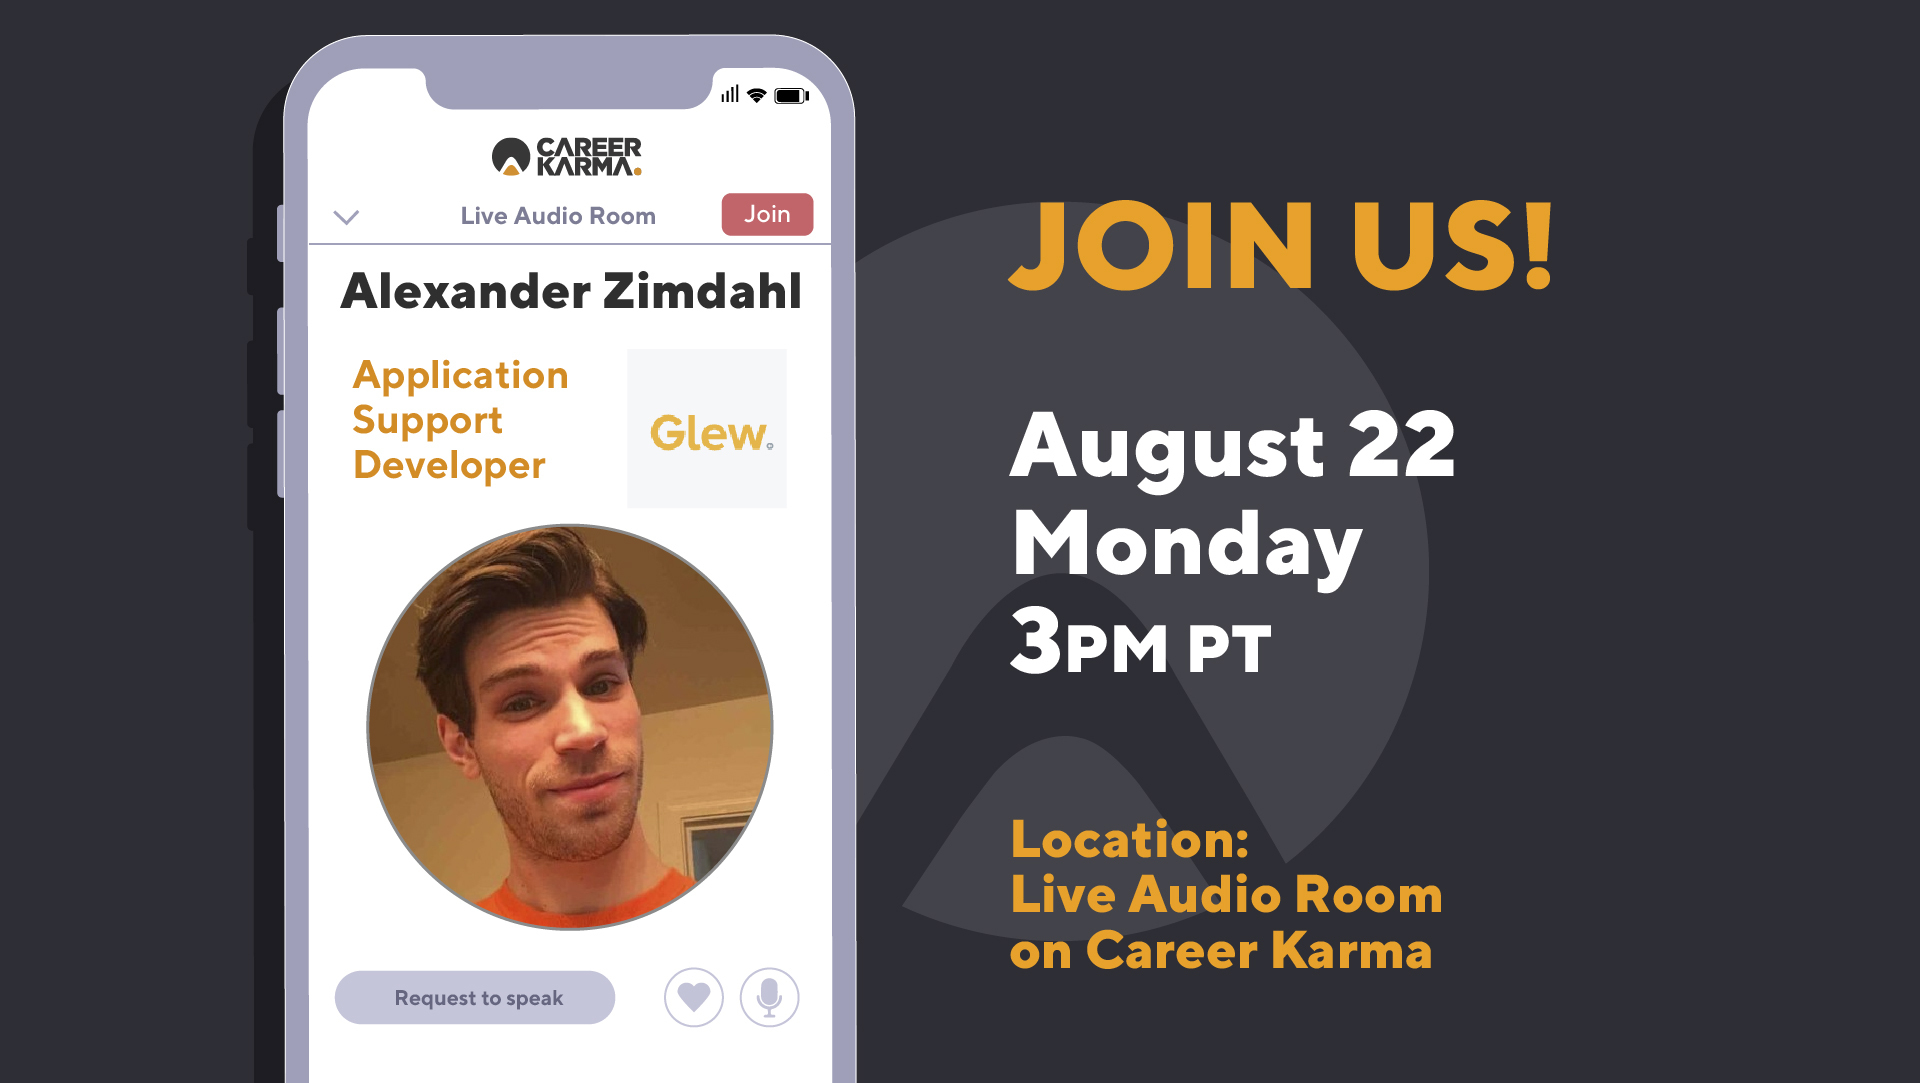 CAREER
KARMA.
Live Audio Room
Join
Alexander Zimdahl
Application
Support
Developer
Glew.
Request to speak
JOIN US!
August 22
Monday
3PM PT
Location:
Live Audio Room
on Career Karma